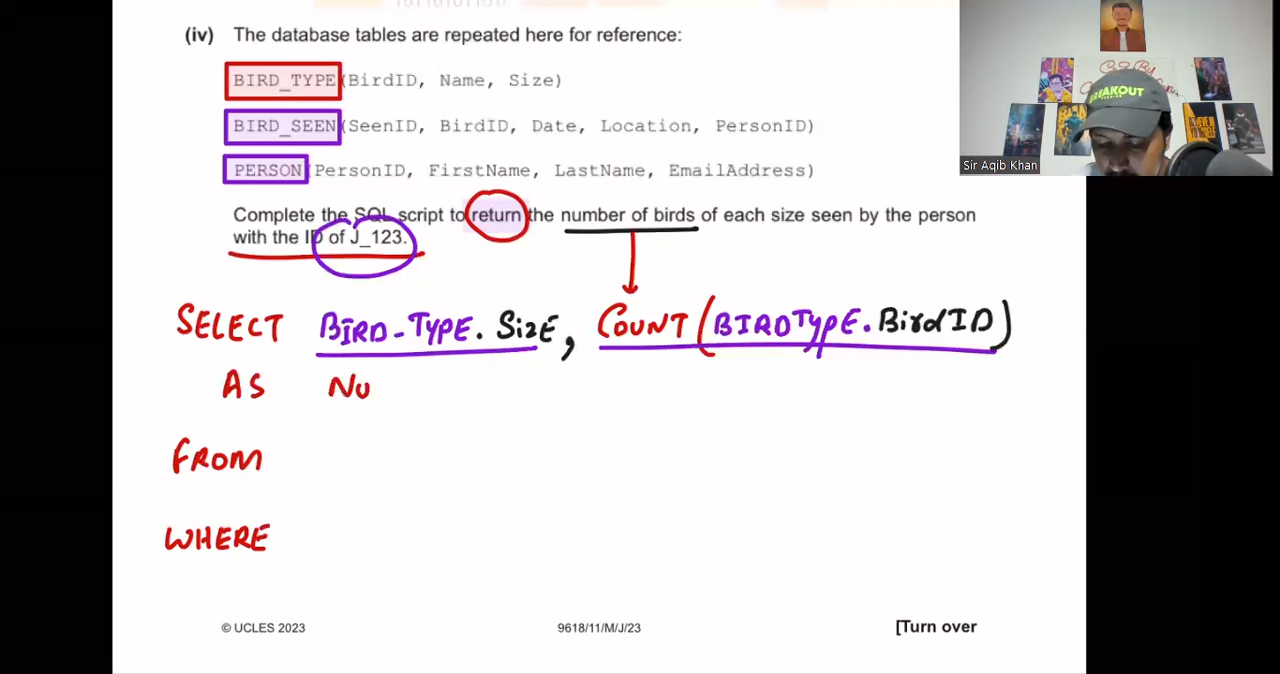 (iv) The database tables are repeated here for reference:
BIRD_TYPE(BirdID, Name, Size)
BIRD_SEEN(SeenID, BirdID, Date, Location, PersonID)
PERSON(PersonID, FirstName, LastName, EmailAddress)
Complete the SQL script to return the number of birds of each size seen by the person
with the ID of J_123.
SELECT BIRD-TYPE.SizE, COUNT(BIRDTYPE.BirdID)
AS NU
FROM
WHERE
© UCLES 2023 9618/11/M/J/23 [Turn over
BREAKOUT
Sir Aqib Khan